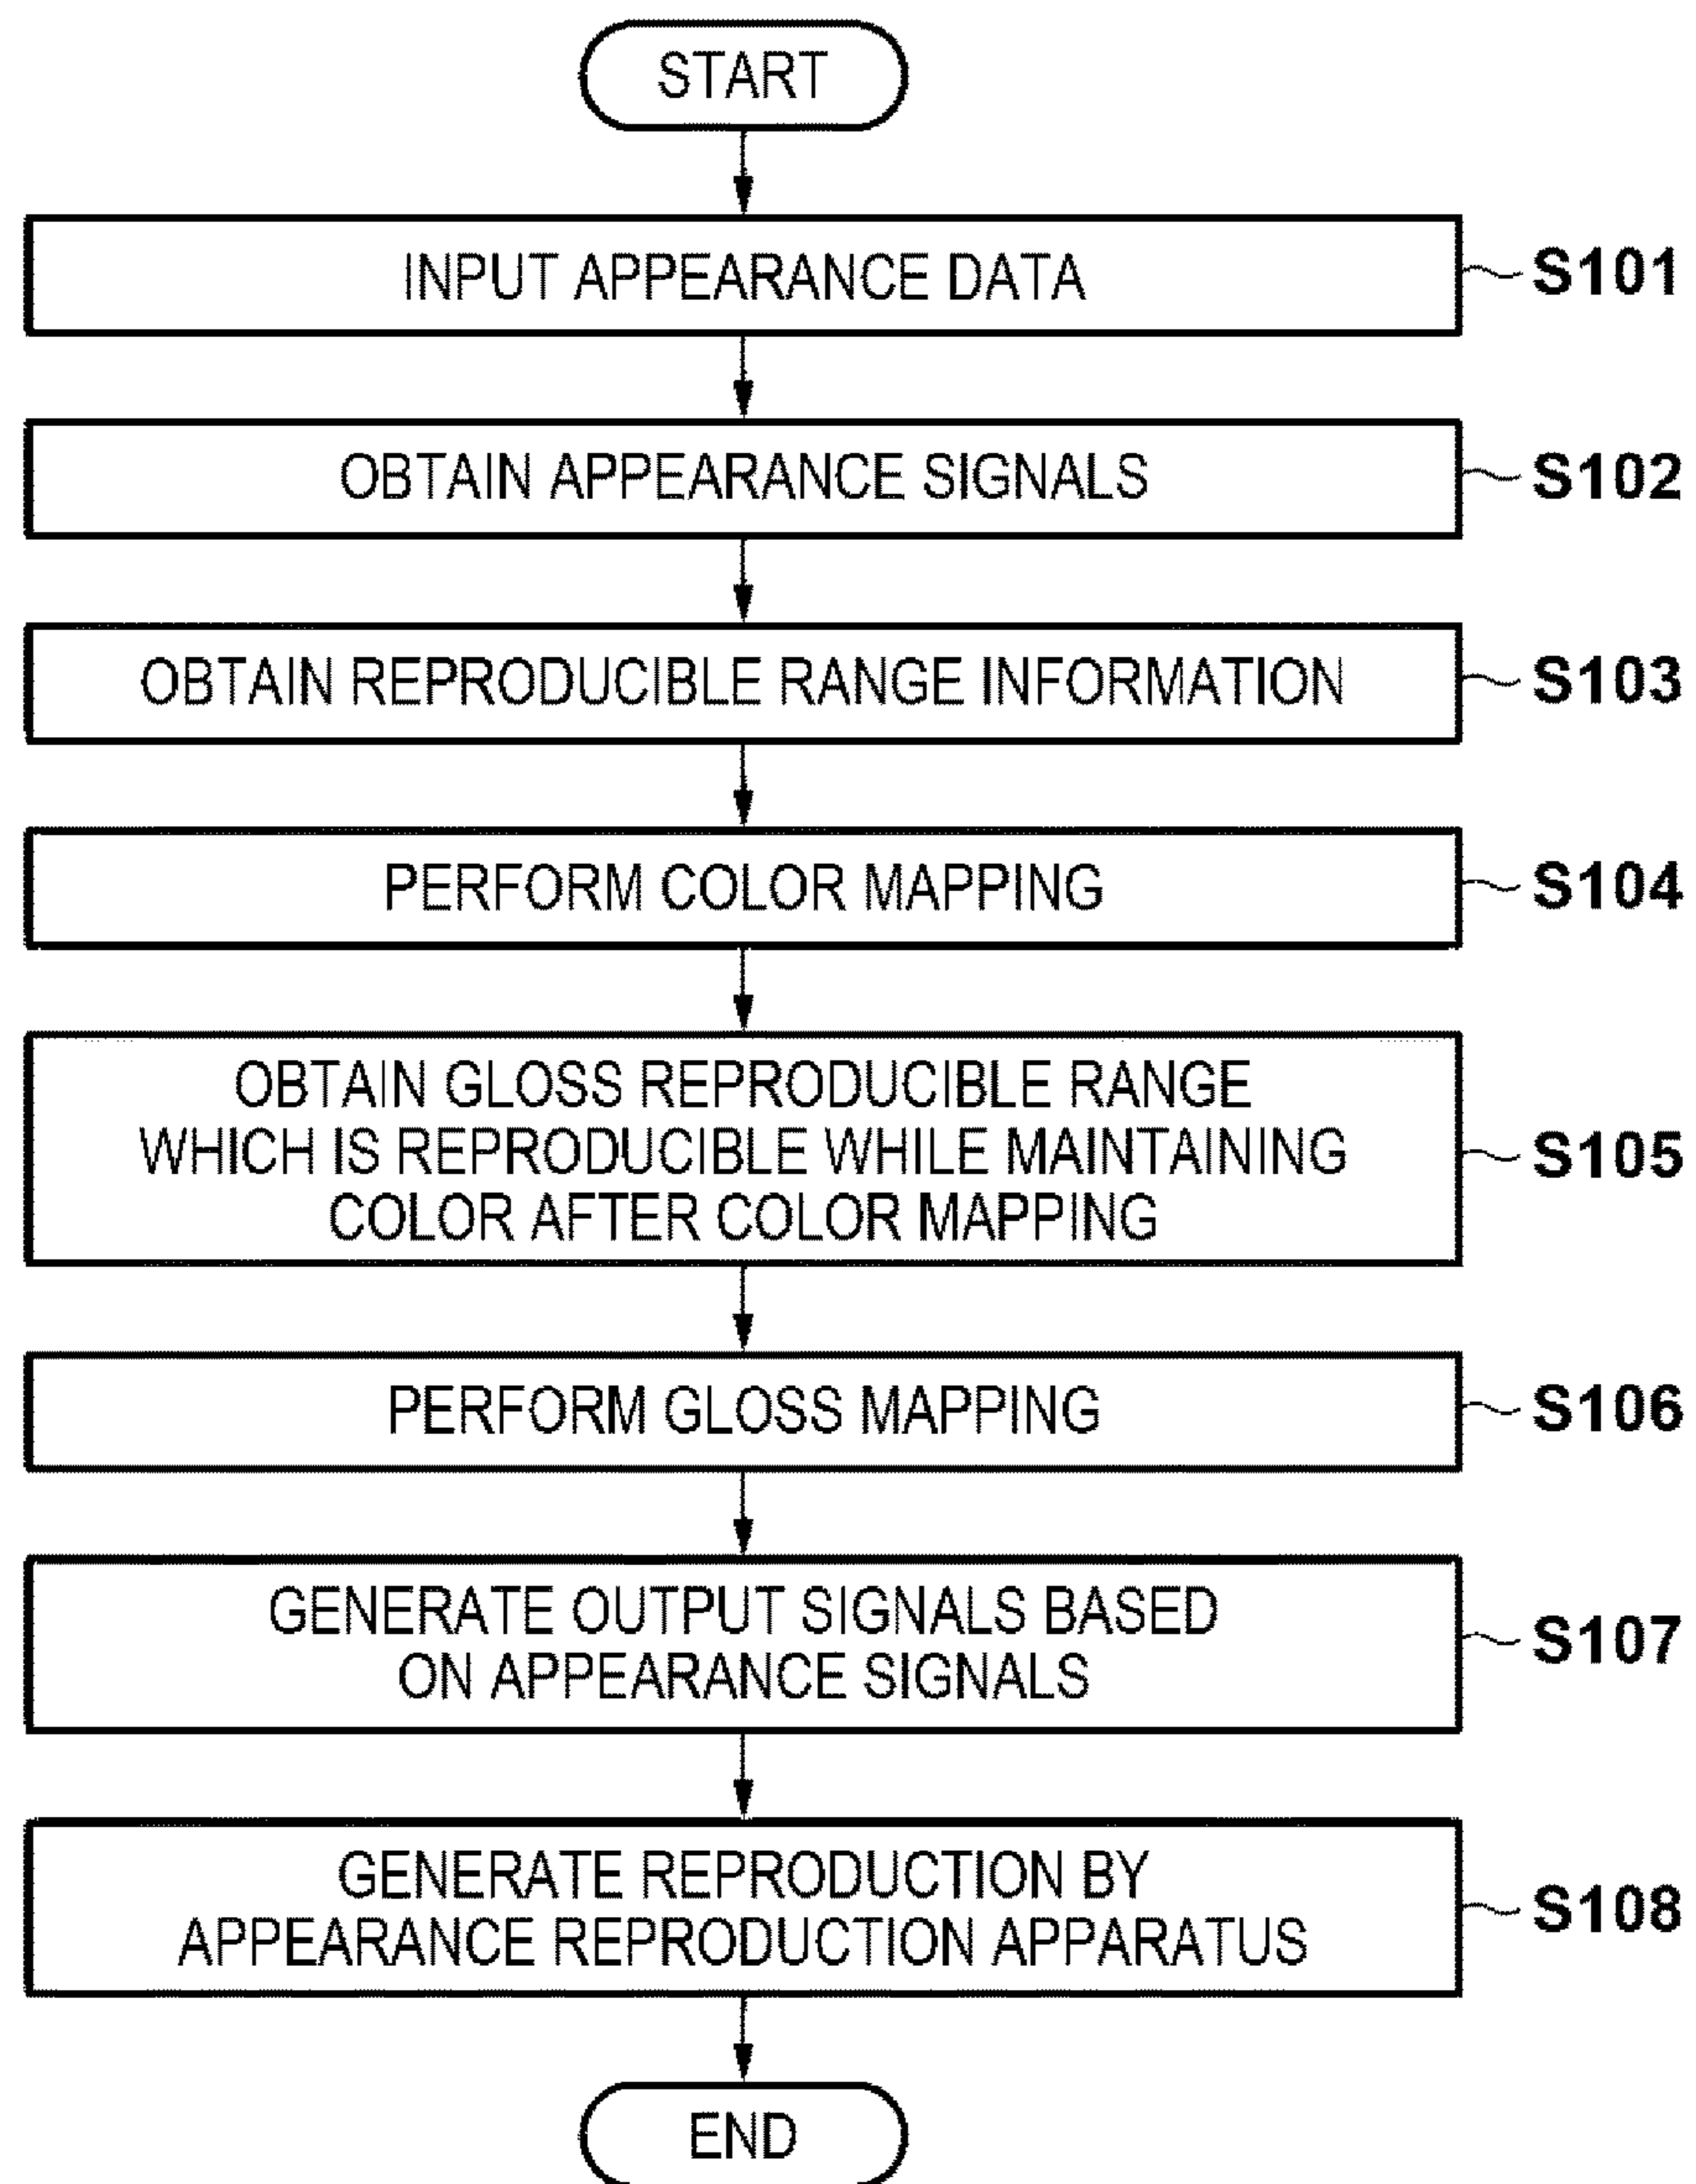 START
INPUT APPEARANCE DATA
S101
OBTAIN APPEARANCE SIGNALS
S102
OBTAIN REPRODUCIBLE RANGE INFORMATION
S103
PERFORM COLOR MAPPING
S104
OBTAIN GLOSS REPRODUCIBLE RANGE
WHICH IS REPRODUCIBLE WHILE MAINTAINING
COLOR AFTER COLOR MAPPING
S105
PERFORM GLOSS MAPPING
S106
GENERATE OUTPUT SIGNALS BASED
ON APPEARANCE SIGNALS
S107
GENERATE REPRODUCTION BY
APPEARANCE REPRODUCTION APPARATUS
S108
END